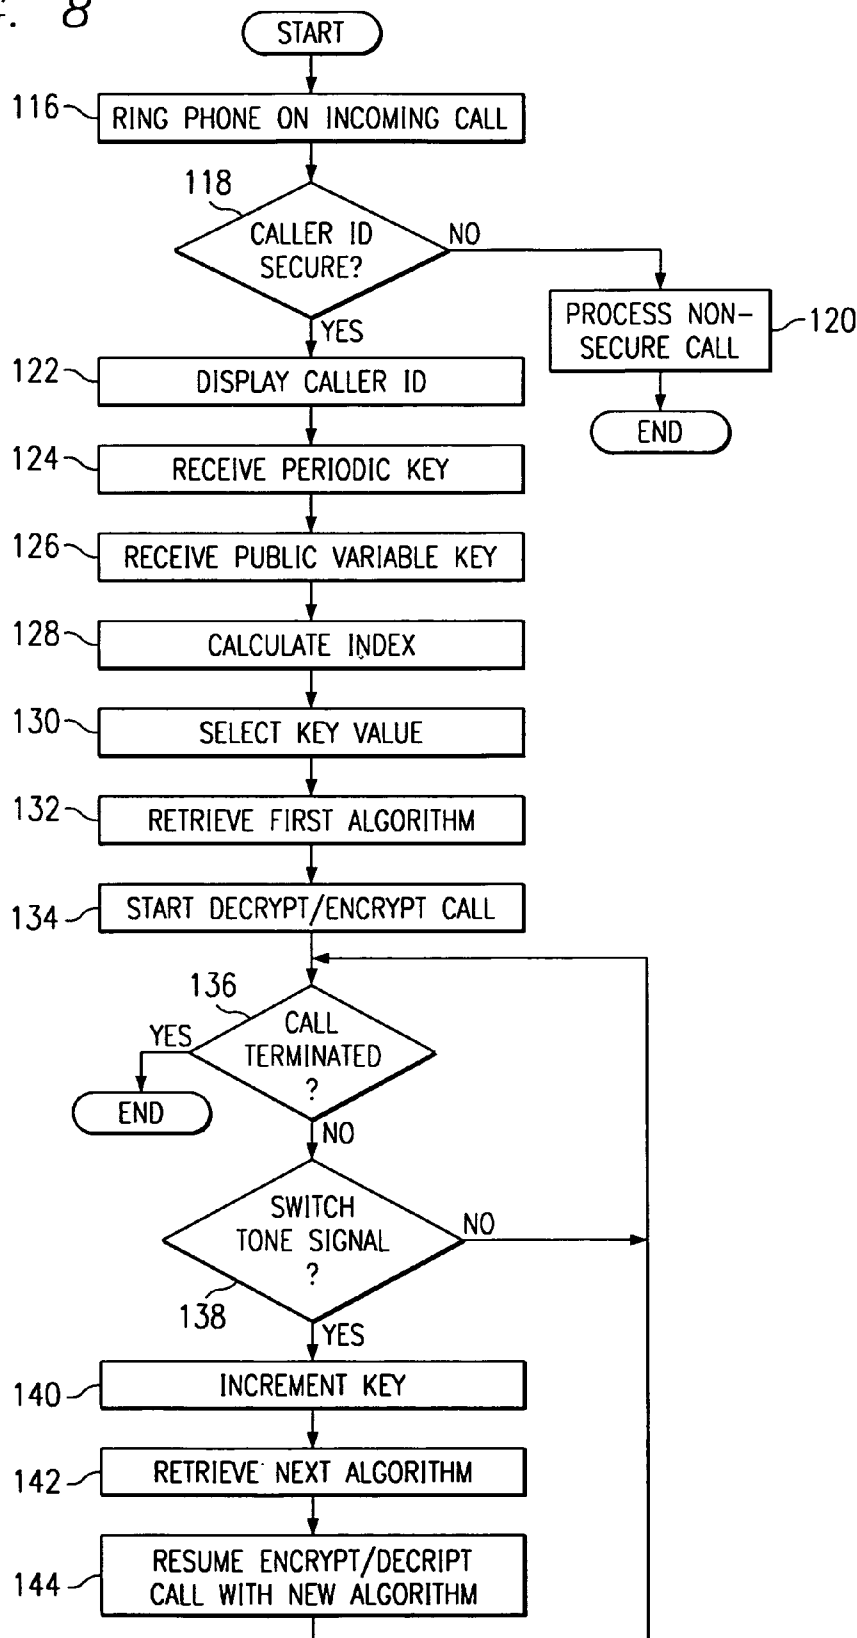 8
START
116
RING PHONE ON INCOMING CALL
118
CALLER ID
SECURE?
NO
YES
PROCESS NON-
SECURE CALL
120
END
122
DISPLAY CALLER ID
124
RECEIVE PERIODIC KEY
126
RECEIVE PUBLIC VARIABLE KEY
128
CALCULATE INDEX
130
SELECT KEY VALUE
132
RETRIEVE FIRST ALGORITHM
134
START DECRYPT/ENCRYPT CALL
136
CALL
TERMINATED
?
YES
END
NO
SWITCH
TONE SIGNAL
?
NO
138
YES
140
INCREMENT KEY
142
RETRIEVE NEXT ALGORITHM
144
RESUME ENCRYPT/DECRIPT
CALL WITH NEW ALGORITHM